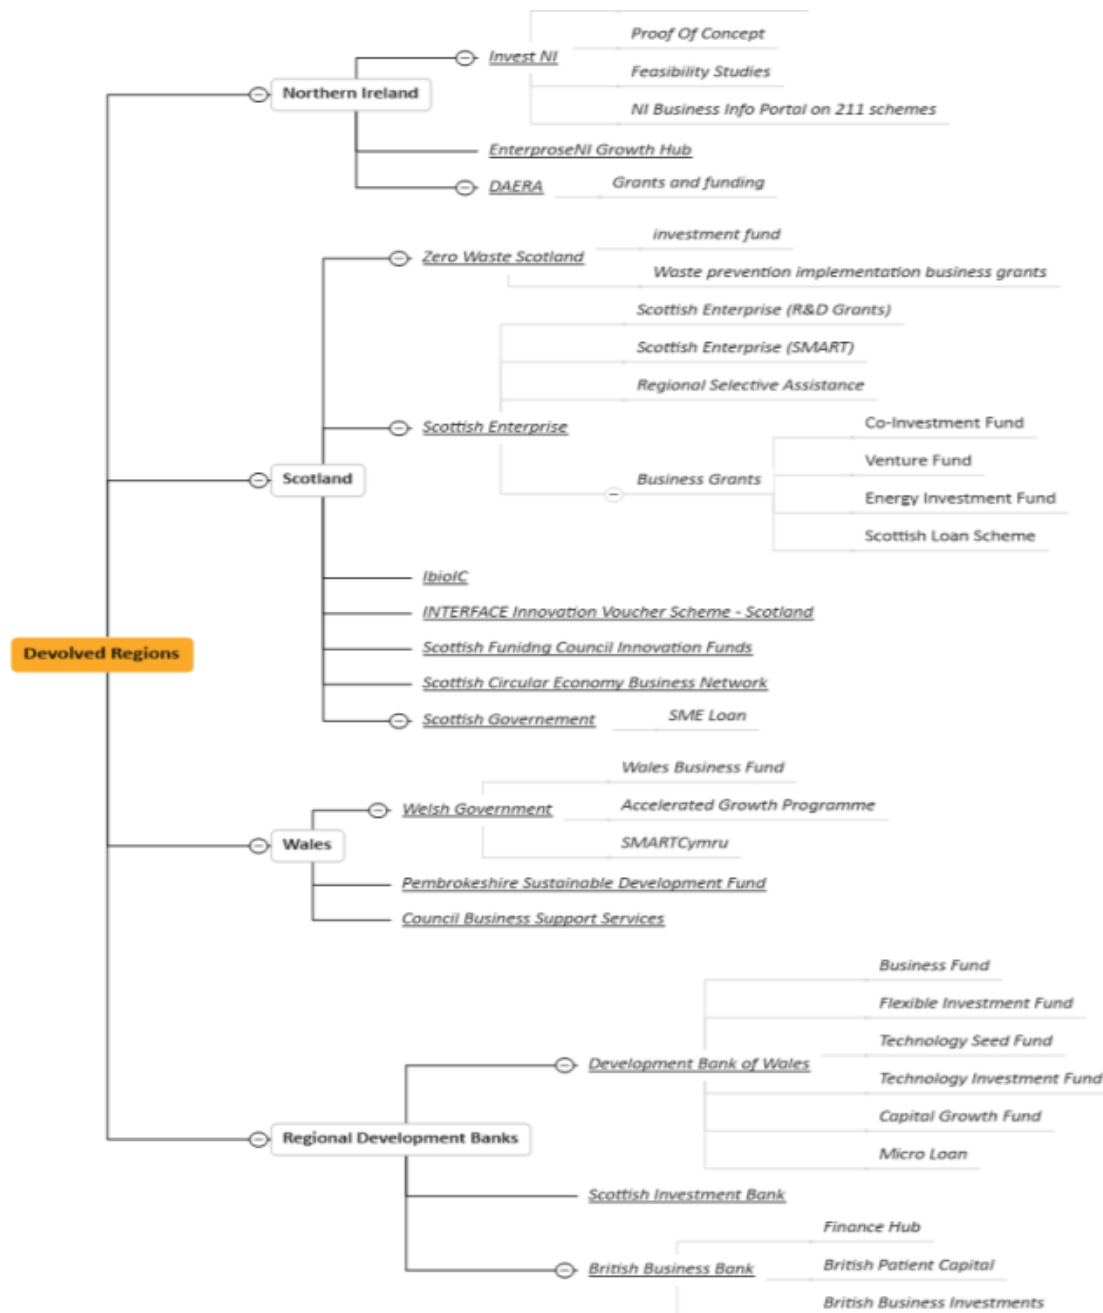 Proof Of Concept
Invest NI
Feasibility Studies
Northern Ireland
NI Business Info Portal on 211 schemes
EnterproseNI Growth Hub
DAERA
Grants and funding
investment fund
Zero Waste Scotland
Waste prevention implementation business grants
Scottish Enterprise (R&D Grants)
Scottish Enterprise (SMART)
Regional Selective Assistance
Co-Investment Fund
Scottish Enterprise
Venture Fund
Scotland
Business Grants
Energy Investment Fund
Scottish Loan Scheme
IbioIC
INTERFACE Innovation Voucher Scheme - Scotland
Devolved Regions
Scottish Funidng Council Innovation Funds
Scottish Circular Economy Business Network
Scottish Governement
SME Loan
Wales Business Fund
Welsh Government
Accelerated Growth Programme
Wales
SMARTCymru
Pembrokeshire Sustainable Development Fund
Council Business Support Services
Business Fund
Flexible Investment Fund
Technology Seed Fund
Development Bank of Wales
Technology Investment Fund
Capital Growth Fund
Regional Development Banks
Micro Loan
Scottish Investment Bank
Finance Hub
British Business Bank
British Patient Capital
British Business Investments